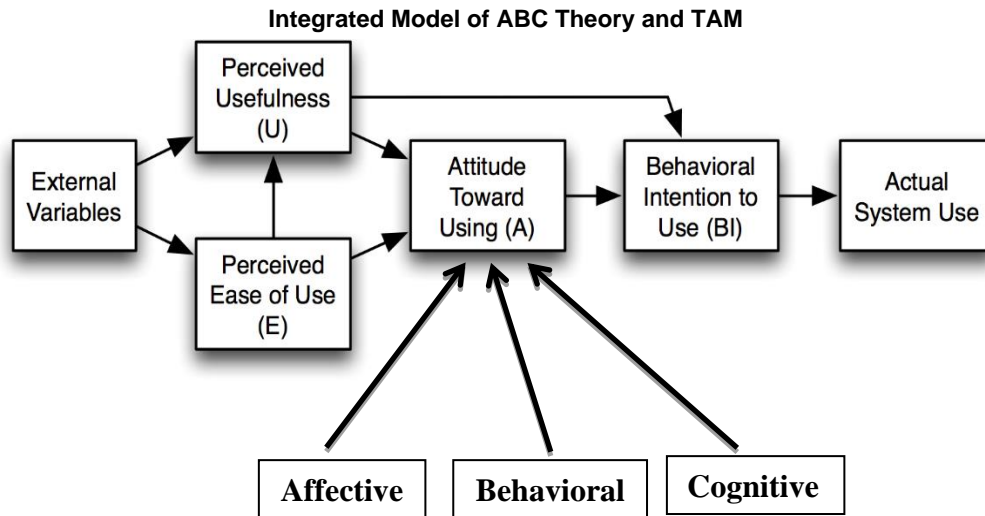 Integrated Model of ABC Theory and TAM
Perceived
Usefulness
(U)
External
Variables
Perceived
Ease of Use
(E)
Attitude
Toward
Using (A)
Behavioral
Intention to
Use (BI)
Actual
System Use
Affective
Behavioral
Cognitive